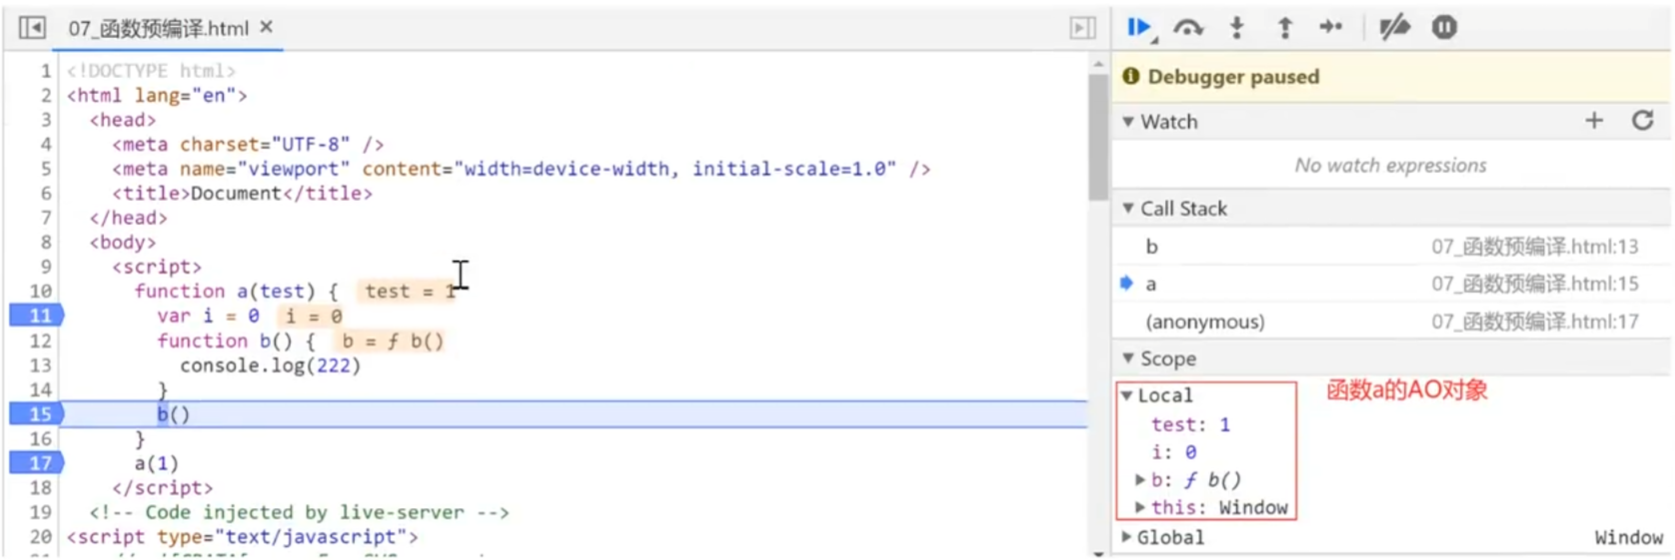 07_函数预编译.html ×
1 <!DOCTYPE html>
2 <html lang="en">
3 <head>
4 <meta charset="UTF-8" />
5 <meta name="viewport" content="width=device-width, initial-scale=1.0" />
6 <title>Document</title>
7 </head>
8 <body>
9 <script>
10 function a(test) { test = 1
11 var i = 0 i = 0
12 function b() { b = ƒ b()
13 console.log(222)
14 }
15 b()
16 }
17 a(1)
18 </script>
19 <!-- Code injected by live-server -->
20 <script type="text/javascript">
Debugger paused
Watch
No watch expressions
Call Stack
b 07_函数预编译.html:13
a 07_函数预编译.html:15
(anonymous) 07_函数预编译.html:17
Scope
Local
函数a的AO对象
test: 1
i: 0
b: ƒ b()
this: Window
Global Window